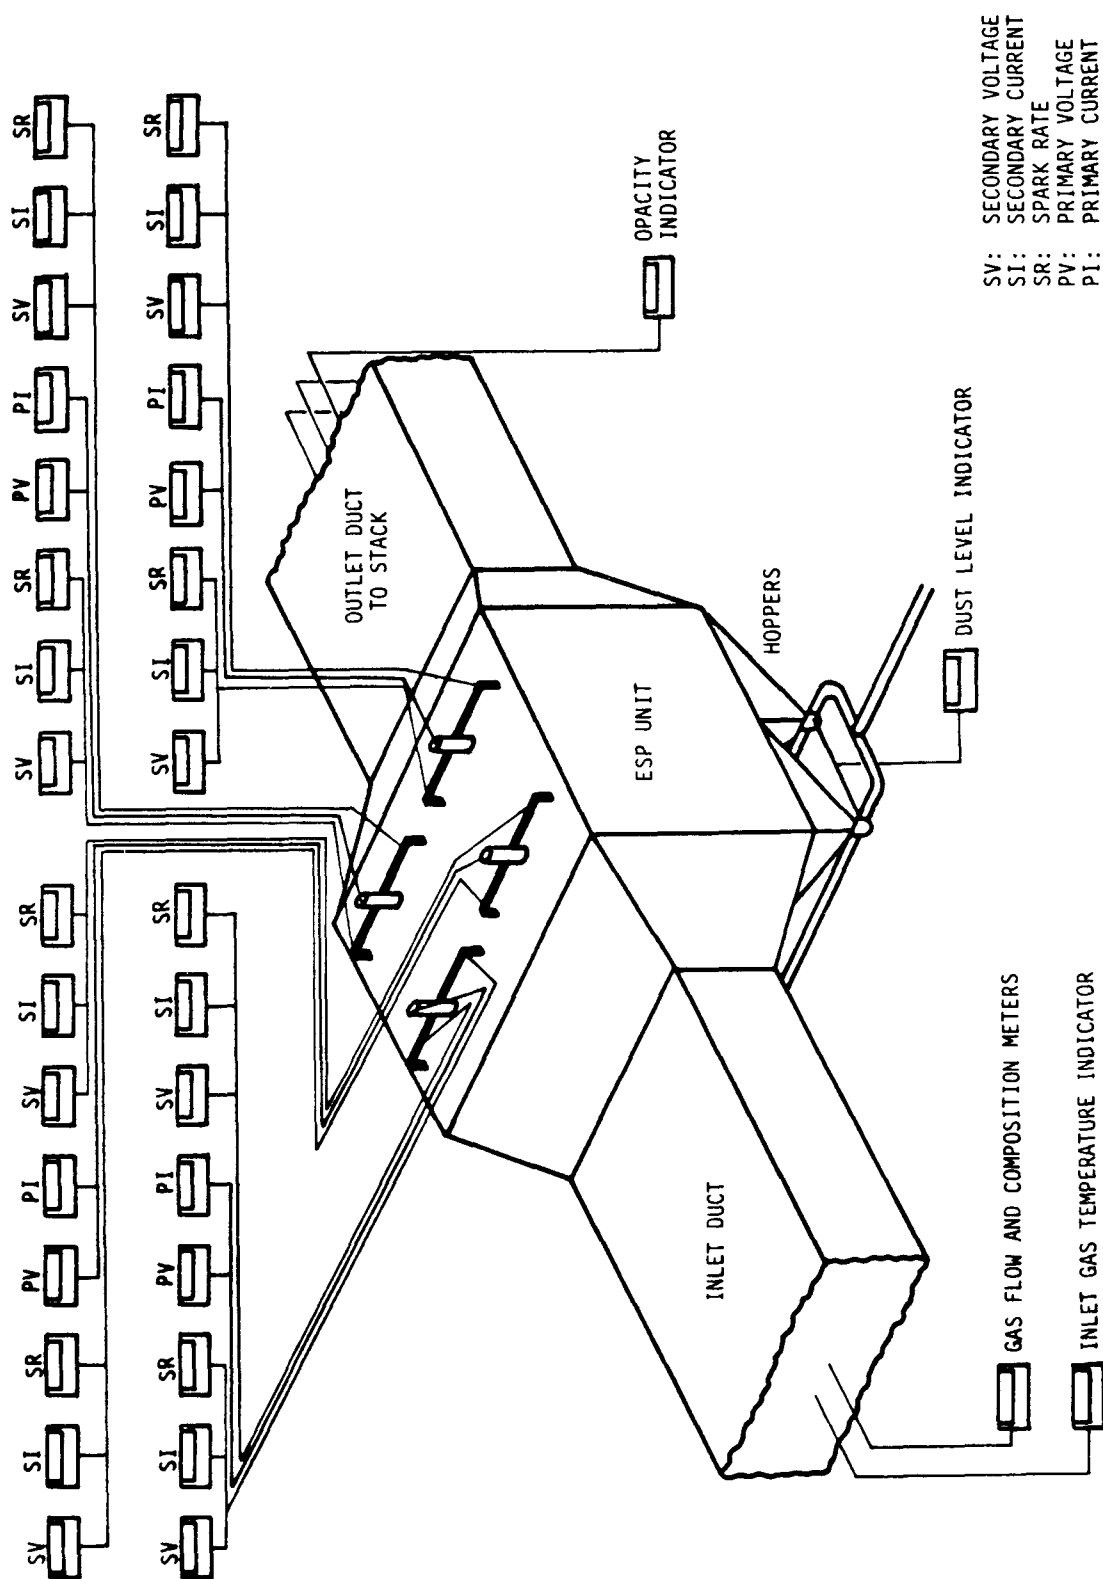 SV SI SR PV PI SV SI SR SV SI SR PV PI SV SI SR
SV SI SR PV PI SV SI SR SV SI SR PV PI SV SI SR
OUTLET DUCT
TO STACK
OPACITY
INDICATOR
ESP UNIT
INLET DUCT
HOPPERS
DUST LEVEL INDICATOR
GAS FLOW AND COMPOSITION METERS
INLET GAS TEMPERATURE INDICATOR
SV: SECONDARY VOLTAGE
SI: SECONDARY CURRENT
SR: SPARK RATE
PV: PRIMARY VOLTAGE
PI: PRIMARY CURRENT